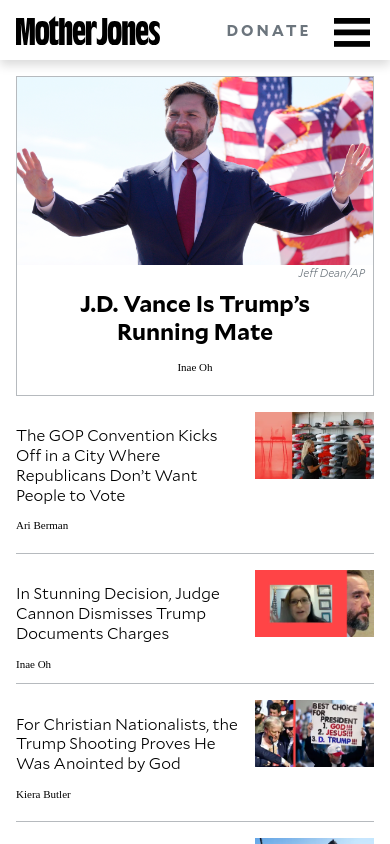 Mother Jones
DONATE
Jeff Dean/AP
J.D. Vance Is Trump’s
Running Mate
Inae Oh
The GOP Convention Kicks
Off in a City Where
Republicans Don’t Want
People to Vote
Ari Berman
In Stunning Decision, Judge
Cannon Dismisses Trump
Documents Charges
Inae Oh
For Christian Nationalists, the
Trump Shooting Proves He
Was Anointed by God
BEST CHOICE
FOR
PRESIDENT
1. GOD!!!
2. JESUS!!!
3. D. TRUMP!!!
Kiera Butler